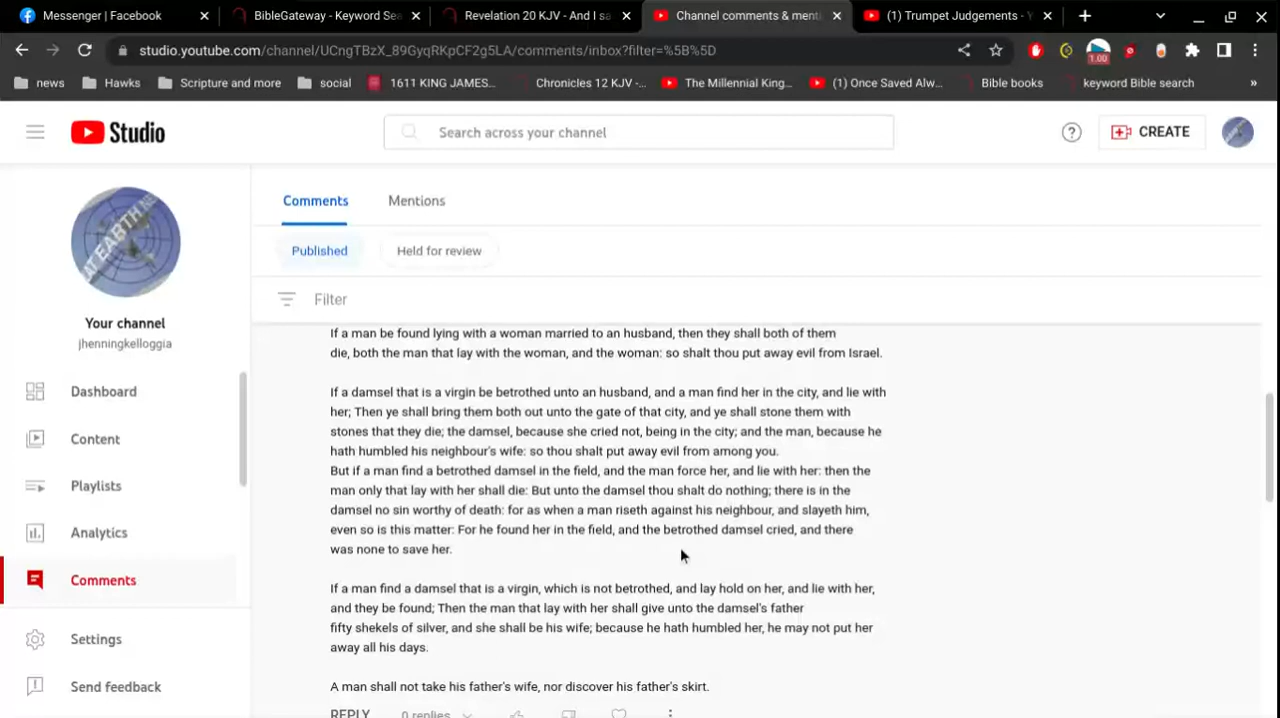 Messenger | Facebook
BibleGateway - Keyword Sea
Revelation 20 KJV - And I sa
Channel comments & menti
(1) Trumpet Judgements - Y
studio.youtube.com/channel/UCngTBzX_B9GyqRKpCF2g5LA/comments/inbox?filter=%5B%5D
1.00
news
Hawks
Scripture and more
social
1611 KING JAMES...
Chronicles 12 KJV -...
The Millennial King...
(1) Once Saved Alw...
Bible books
keyword Bible search
»
Studio
Search across your channel
CREATE
AT EARTH NE
Your channel
jhenningkelloggia
Dashboard
Content
Playlists
Analytics
Comments
Settings
Send feedback
Comments
Mentions
Published
Held for review
Filter
If a man be found lying with a woman married to an husband, then they shall both of them
die, both the man that lay with the woman, and the woman: so shalt thou put away evil from Israel.
If a damsel that is a virgin be betrothed unto an husband, and a man find her in the city, and lie with
her; Then ye shall bring them both out unto the gate of that city, and ye shall stone them with
stones that they die; the damsel, because she cried not, being in the city; and the man, because he
hath humbled his neighbour's wife: so thou shalt put away evil from among you.
But if a man find a betrothed damsel in the field, and the man force her, and lie with her: then the
man only that lay with her shall die: But unto the damsel thou shalt do nothing; there is in the
damsel no sin worthy of death: for as when a man riseth against his neighbour, and slayeth him,
even so is this matter: For he found her in the field, and the betrothed damsel cried, and there
was none to save her.
If a man find a damsel that is a virgin, which is not betrothed, and lay hold on her, and lie with her,
and they be found; Then the man that lay with her shall give unto the damsel's father
fifty shekels of silver, and she shall be his wife; because he hath humbled her, he may not put her
away all his days.
A man shall not take his father's wife, nor discover his father's skirt.
REPLY
0 replies